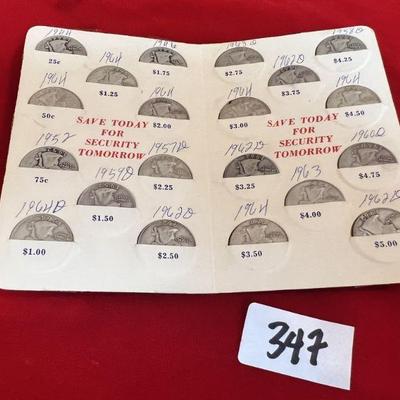 1964 1964
25c $1.75
1964
$1.25
1964 1964
50c $2.00
SAVE TODAY
FOR
SECURITY
TOMORROW
1952 1957D
75c $2.25
1959D
$1.50
1964D 1962D
$1.00 $2.50
1963D 1958D
$2.75 $4.25
1962D
$3.75
1964 1964
$3.00 $4.50
SAVE TODAY
FOR
SECURITY
TOMORROW
1962D 1960D
$3.25 $4.75
1963
$4.00
1964 1962D
$3.50 $5.00
347